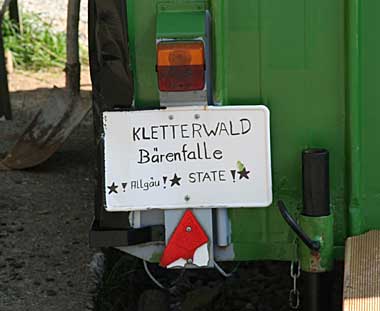 KLETTERWALD
Bärenfalle
★! Allgäu! ★ STATE! ★